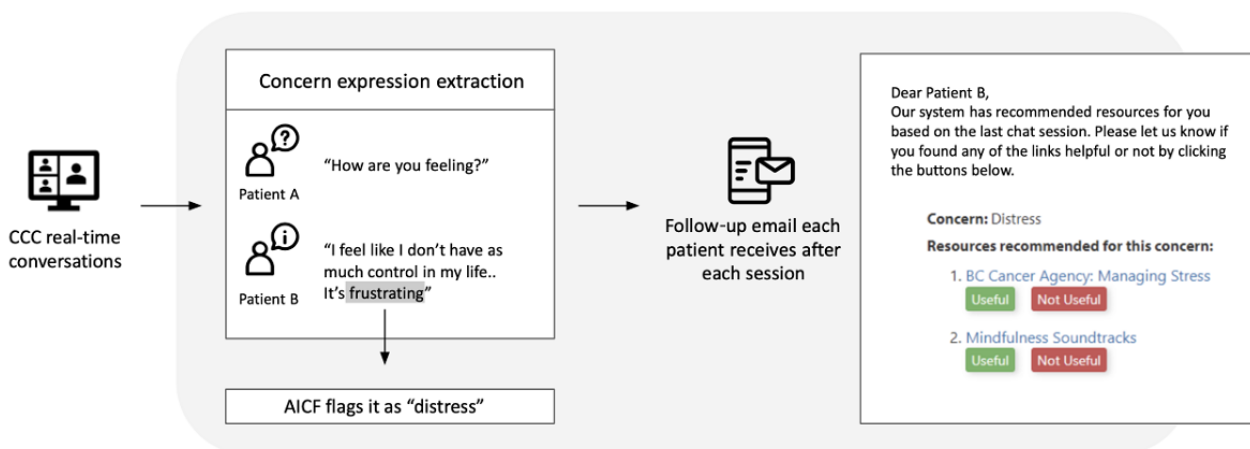 CCC real-time
conversations
Concern expression extraction
Patient A
“How are you feeling?”
Patient B
“I feel like I don’t have as
much control in my life..
It’s frustrating”
AICF flags it as “distress”
Follow-up email each
patient receives after
each session
Dear Patient B,
Our system has recommended resources for you
based on the last chat session. Please let us know if
you found any of the links helpful or not by clicking
the buttons below.
Concern: Distress
Resources recommended for this concern:
1. BC Cancer Agency: Managing Stress
Useful Not Useful
2. Mindfulness Soundtracks
Useful Not Useful